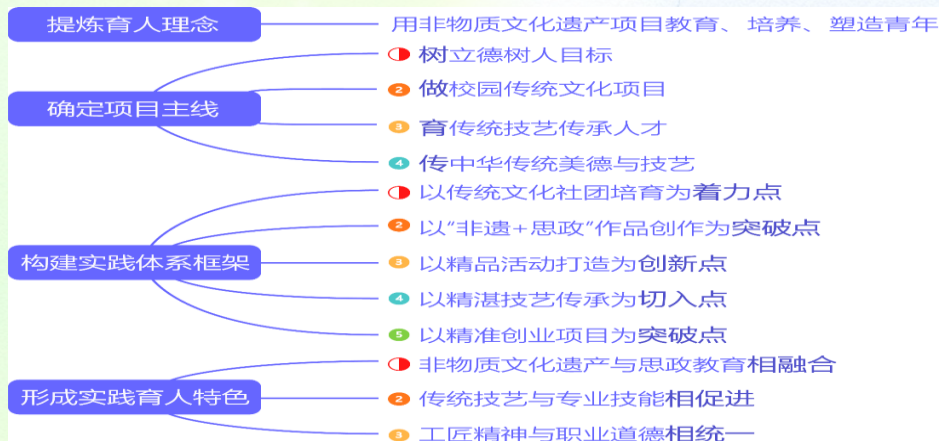 提炼育人理念
用非物质文化遗产项目教育、培养、塑造青年
确定项目主线
树立德树人目标
2 做校园传统文化项目
3 育传统技艺传承人才
4 传中华传统美德与技艺
构建实践体系框架
以传统文化社团培育为着力点
2 以“非遗+思政”作品创作为突破点
3 以精品活动打造为创新点
4 以精湛技艺传承为切入点
5 以精准创业项目为突破点
形成实践育人特色
非物质文化遗产与思政教育相融合
2 传统技艺与专业技能相促进
3 工匠精神与职业道德相统一